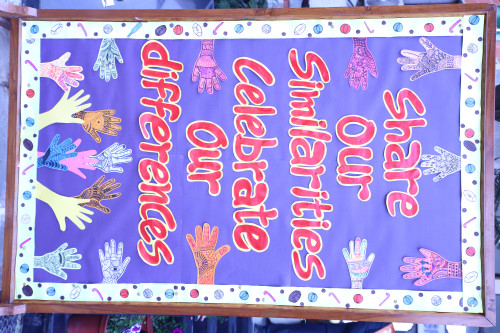 Share
Our
Similarities
Celebrate
Our
differences